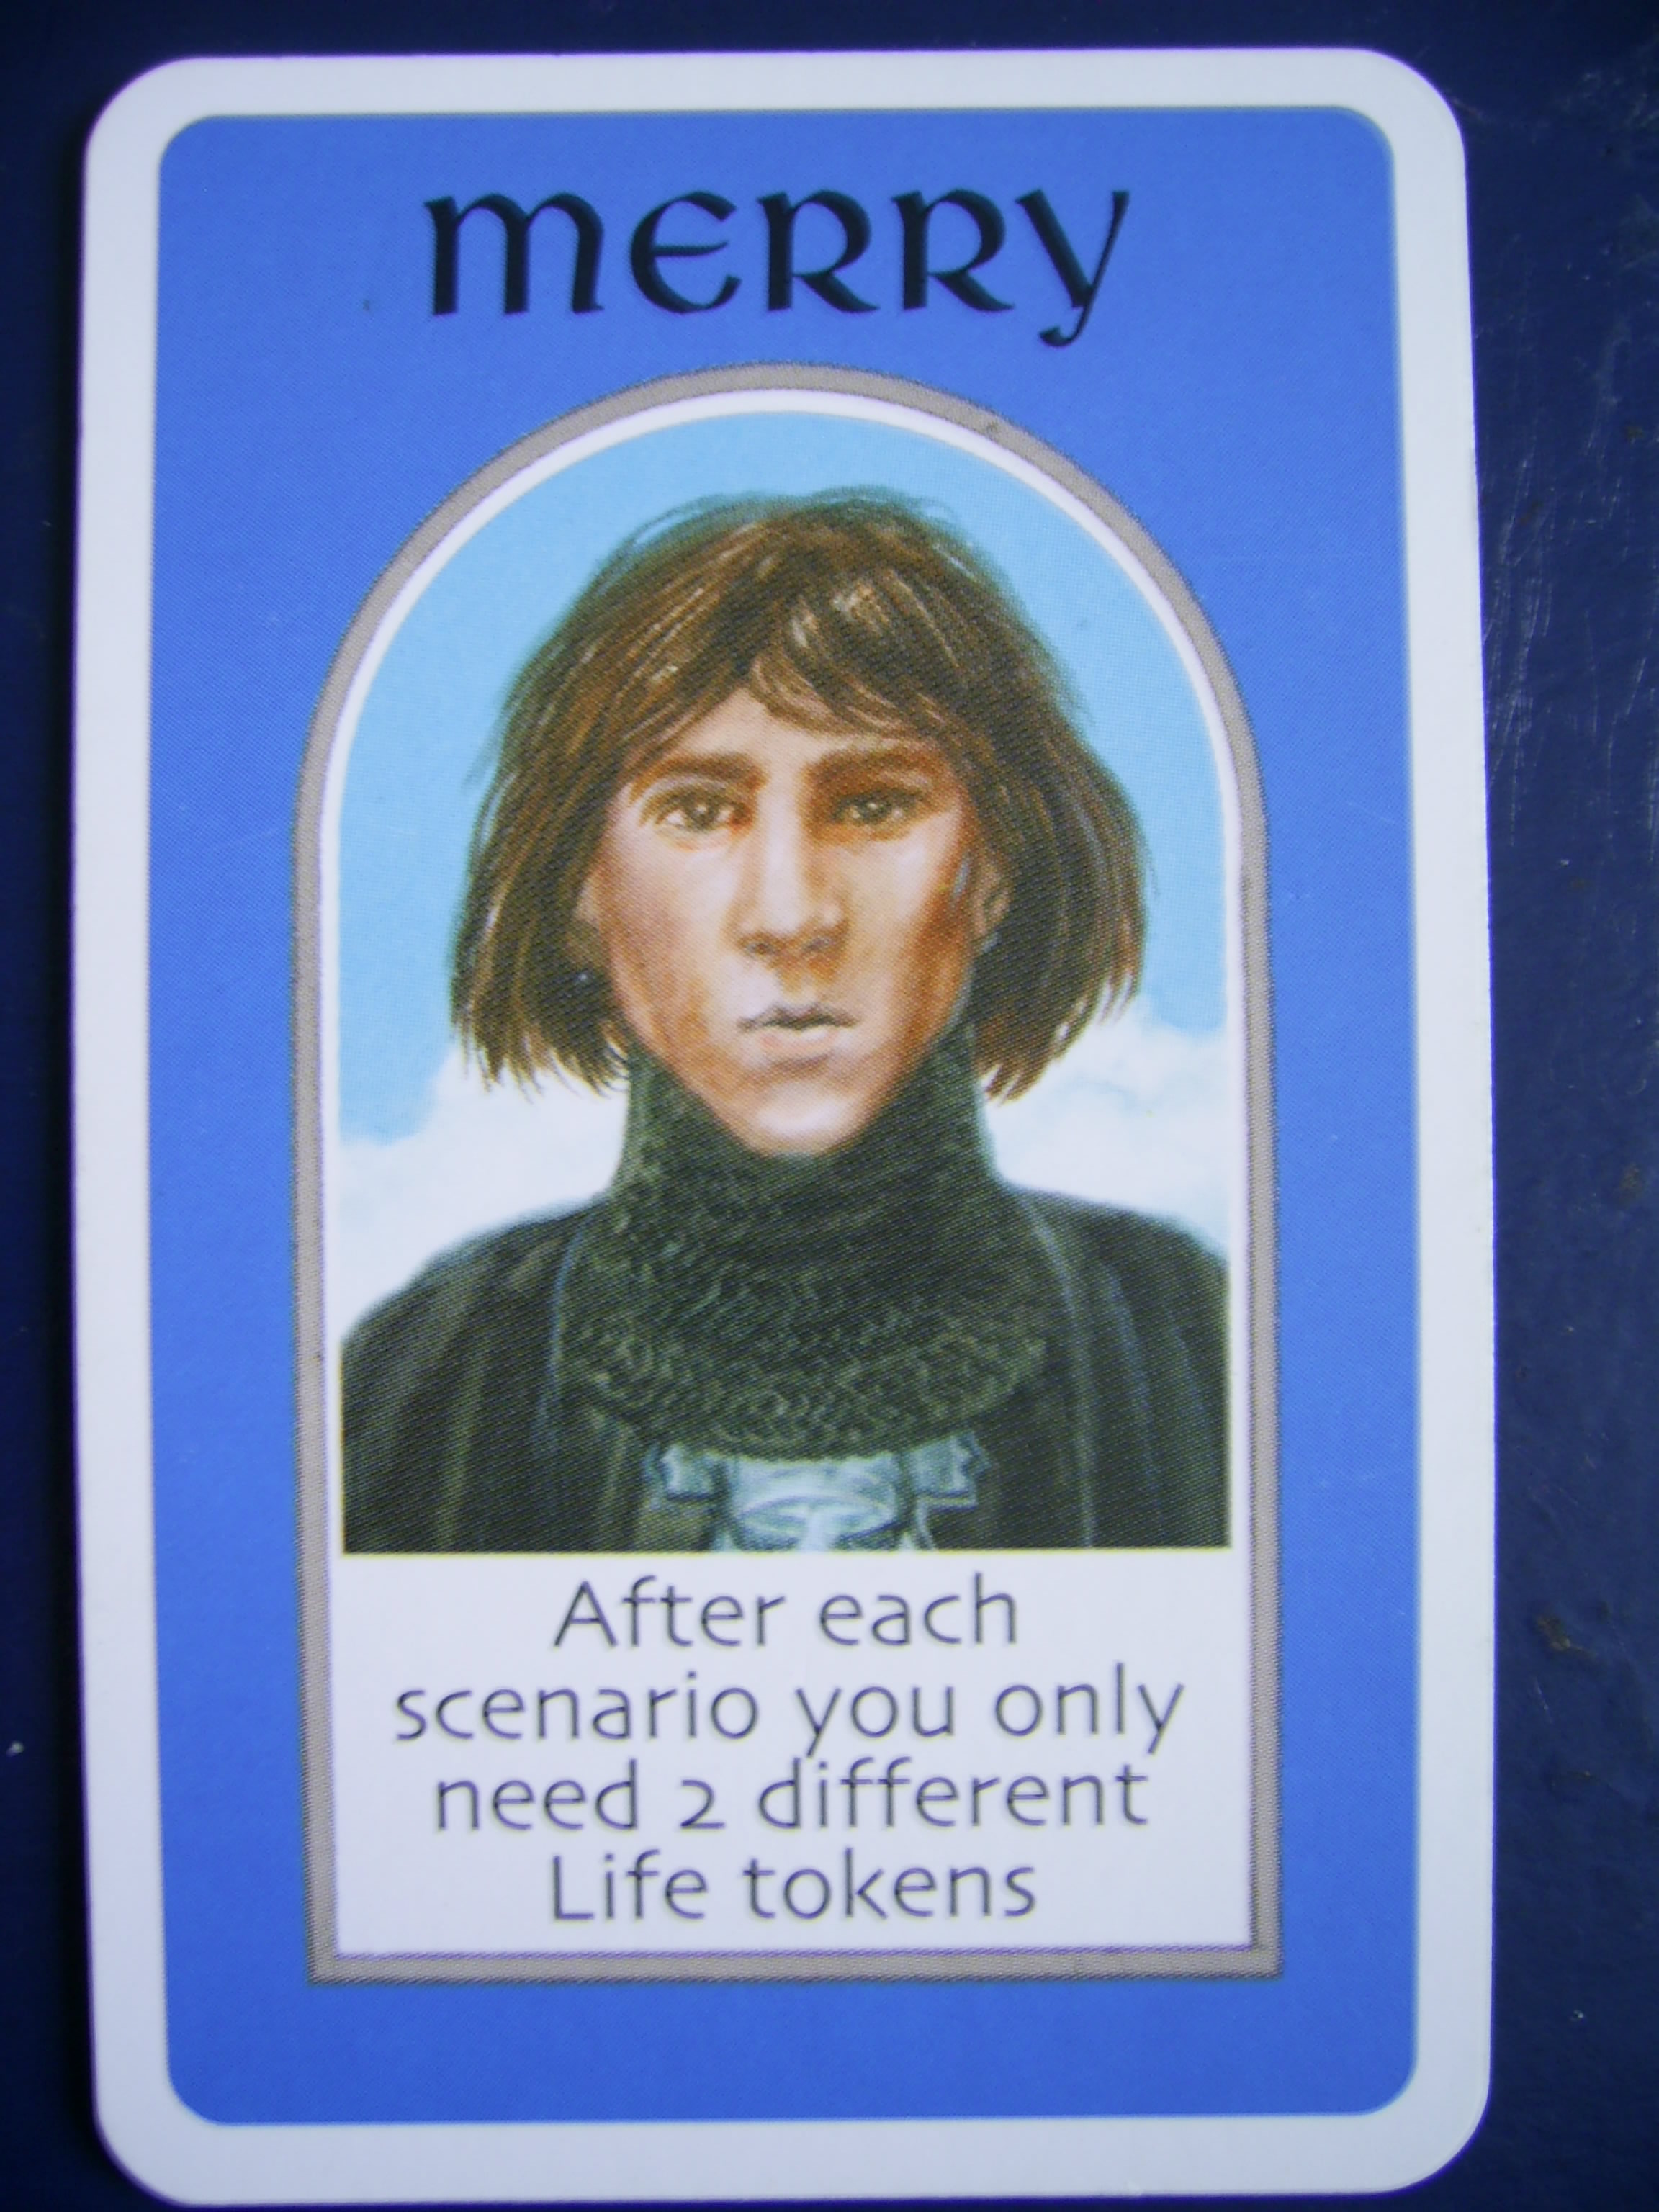 MERRY
After each
scenario you only
need 2 different
Life tokens